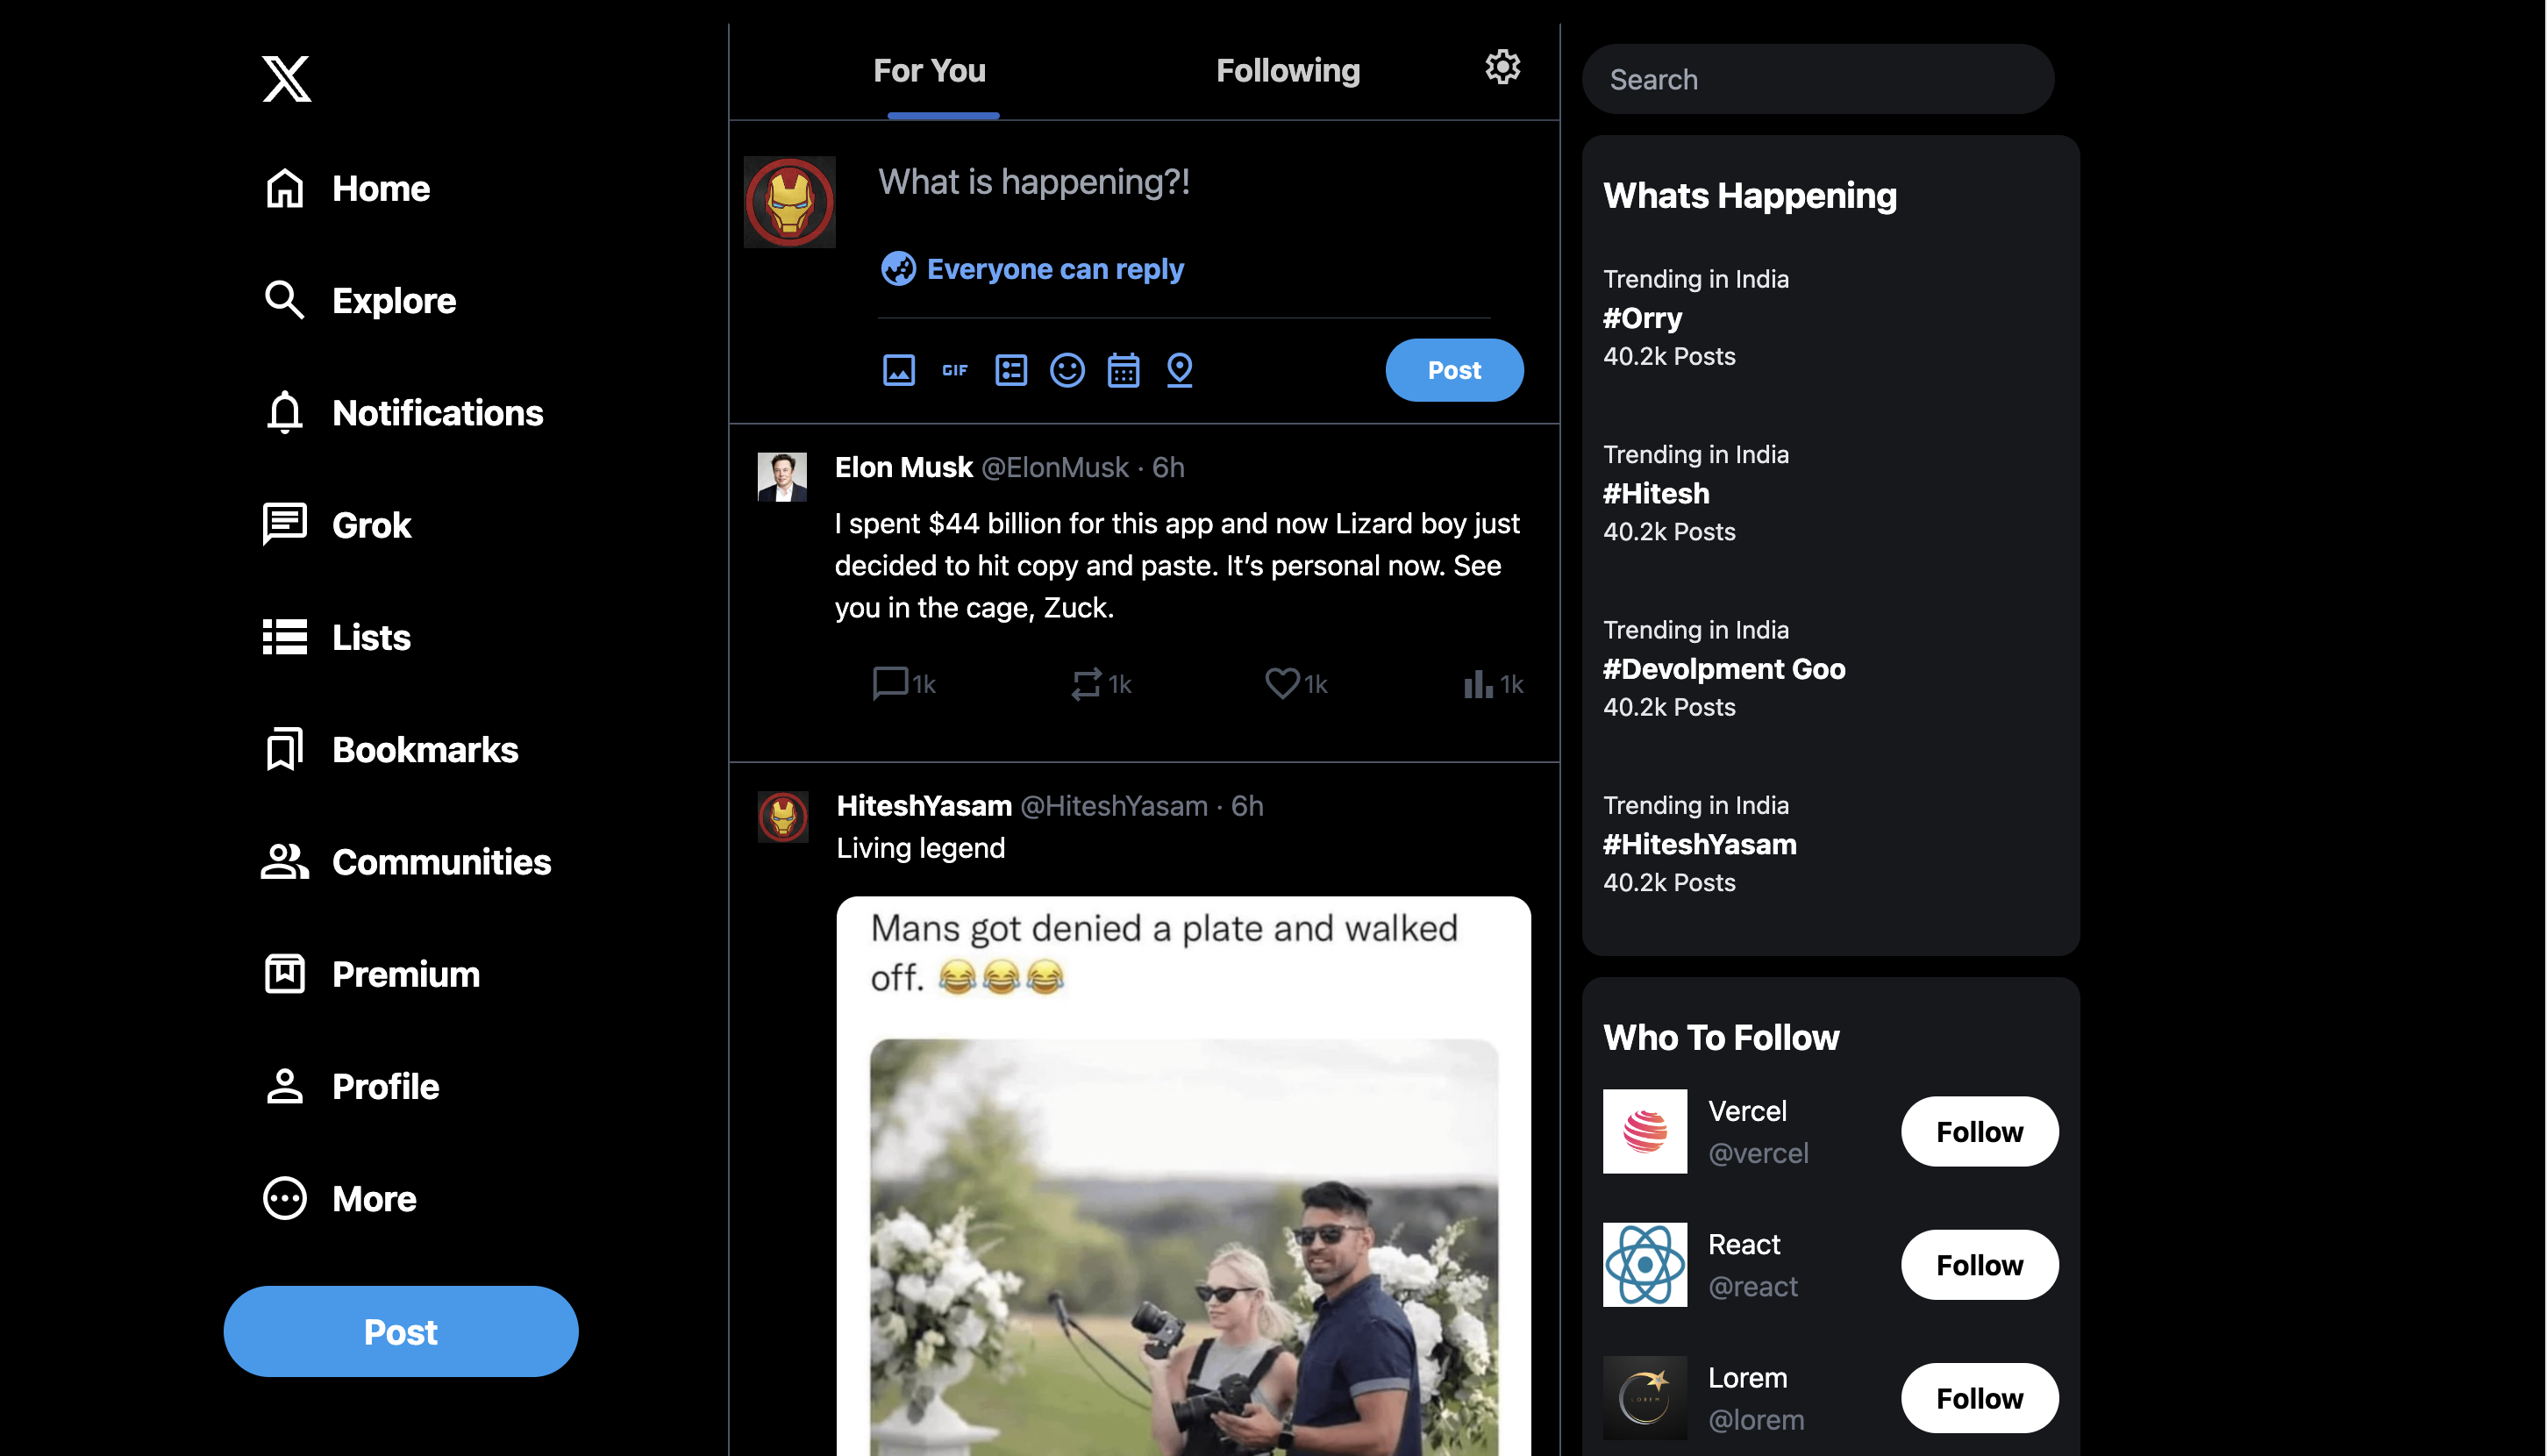 Home
Explore
Notifications
Grok
Lists
Bookmarks
Communities
Premium
Profile
More
Post
For You
Following
What is happening?!
Everyone can reply
GIF
Post
Elon Musk @ElonMusk · 6h
I spent $44 billion for this app and now Lizard boy just
decided to hit copy and paste. It’s personal now. See
you in the cage, Zuck.
1k 1k 1k 1k
HiteshYasam @HiteshYasam · 6h
Living legend
Mans got denied a plate and walked
off. 😂😂😂
Search
Whats Happening
Trending in India
#Orry
40.2k Posts
Trending in India
#Hitesh
40.2k Posts
Trending in India
#Devolpment Goo
40.2k Posts
Trending in India
#HiteshYasam
40.2k Posts
Who To Follow
Vercel
@vercel
Follow
React
@react
Follow
LOREM
Lorem
@lorem
Follow